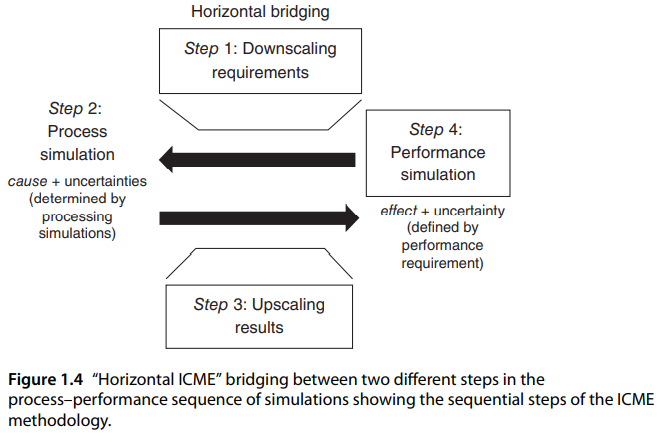 Horizontal bridging
Step 1: Downscaling
requirements
Step 2:
Process
simulation
cause + uncertainties
(determined by
processing
simulations)
Step 4:
Performance
simulation
effect + uncertainty
(defined by
performance
requirement)
Step 3: Upscaling
results
Figure 1.4 “Horizontal ICME” bridging between two different steps in the
process–performance sequence of simulations showing the sequential steps of the ICME
methodology.